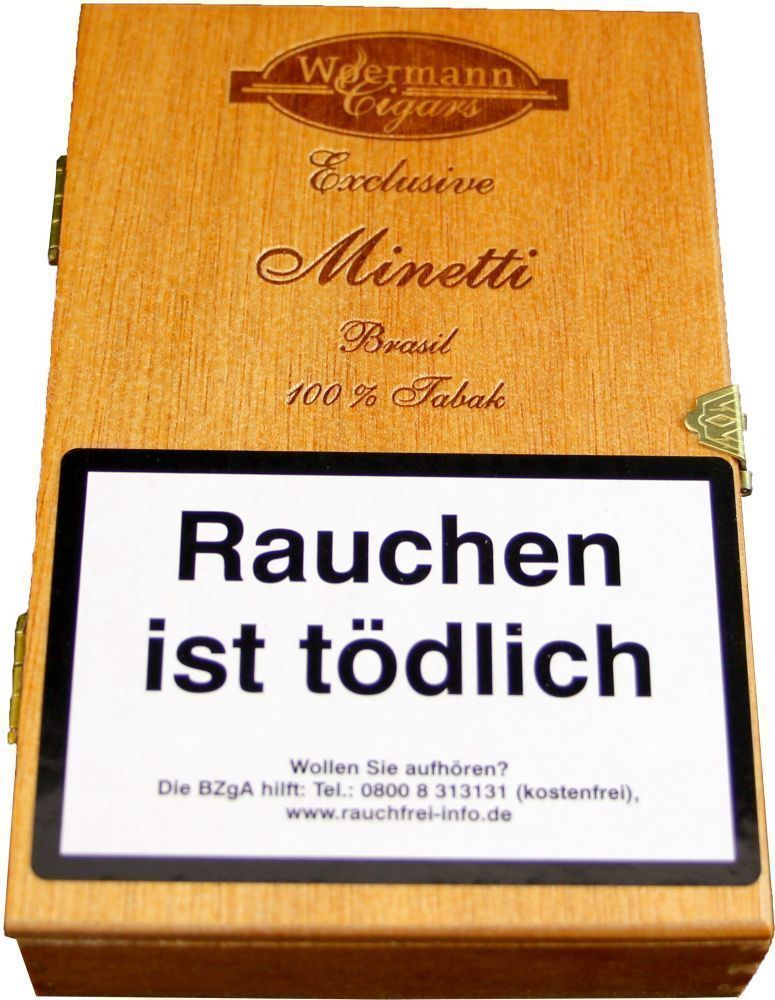 Woermann
Cigars
Exclusive
Minetti
Brasil
100 % Tabak
Rauchen
ist tödlich
Wollen Sie aufhören?
Die BZgA hilft: Tel.: 0800 8 313131 (kostenfrei),
www.rauchfrei-info.de